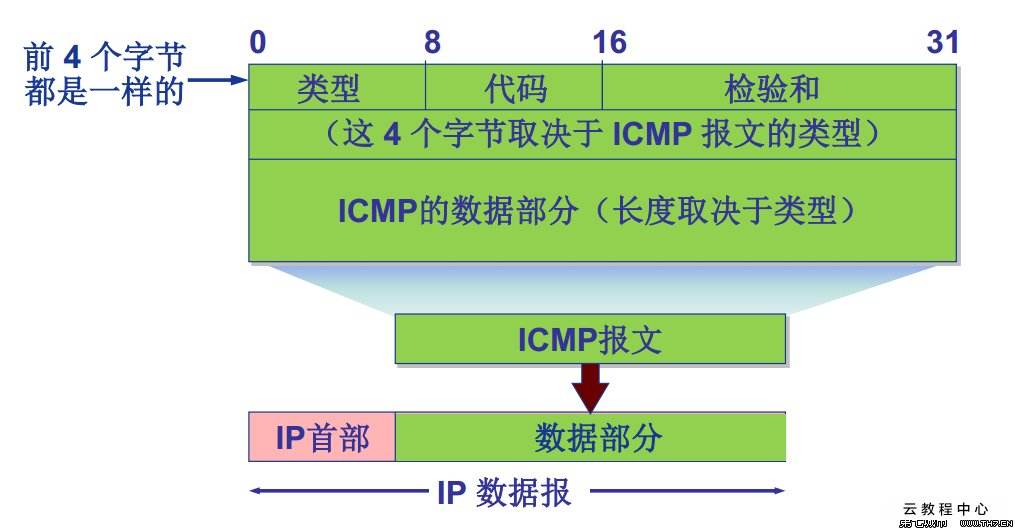 0 8 16 31
前 4 个字节
都是一样的
类型 代码 检验和
（这 4 个字节取决于 ICMP 报文的类型）
ICMP的数据部分（长度取决于类型）
ICMP报文
IP首部 数据部分
IP 数据报
云教程中心
WWW.TH7.CN